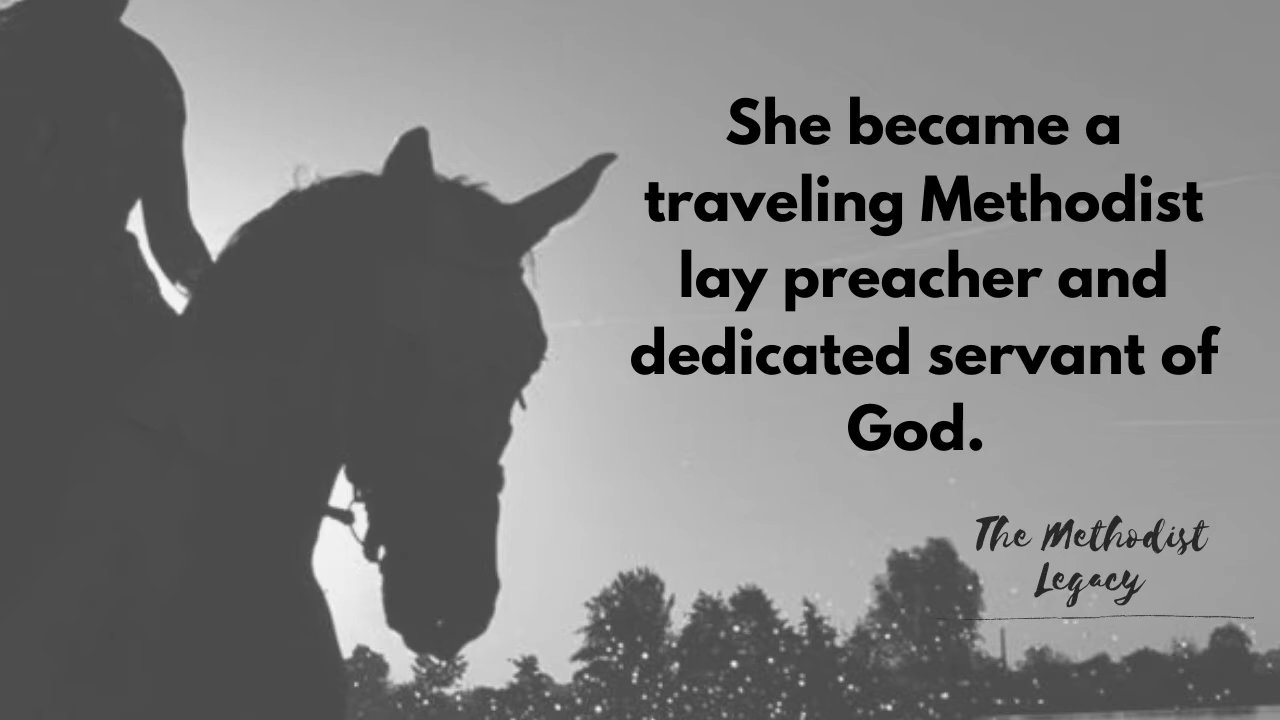 She became a
traveling Methodist
lay preacher and
dedicated servant of
God.
The Methodist
Legacy